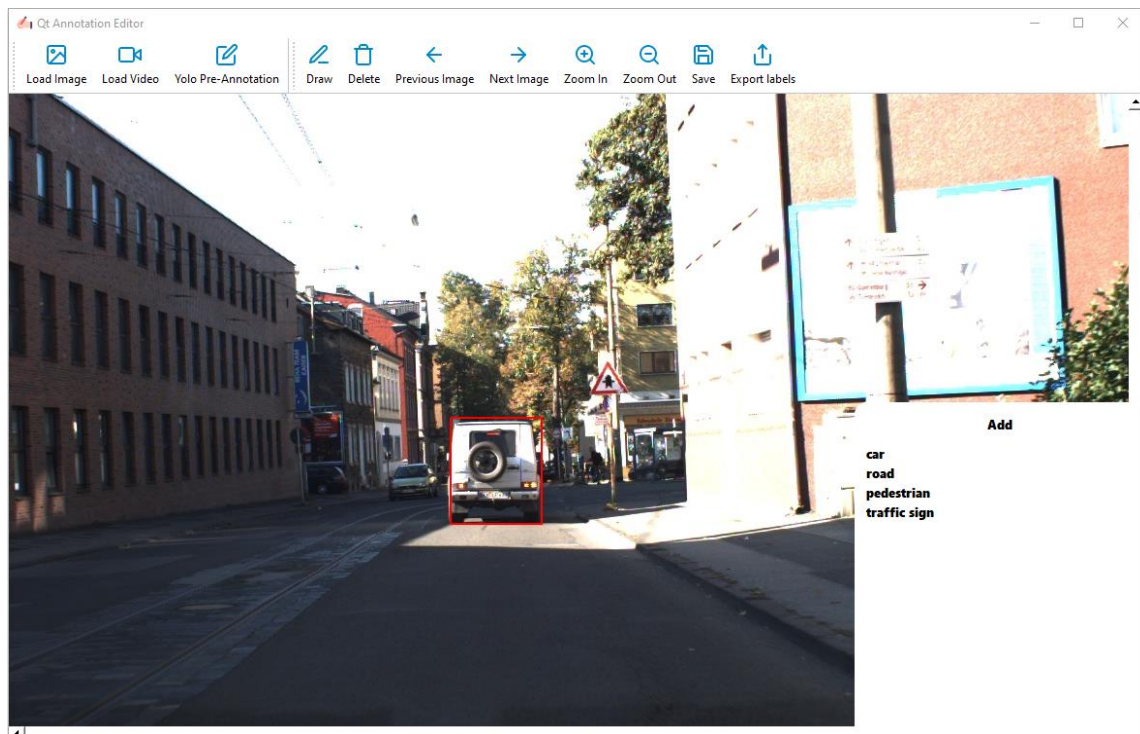 Qt Annotation Editor
Load Image Load Video Yolo Pre-Annotation Draw Delete Previous Image Next Image Zoom In Zoom Out Save Export labels
Add
car
road
pedestrian
traffic sign